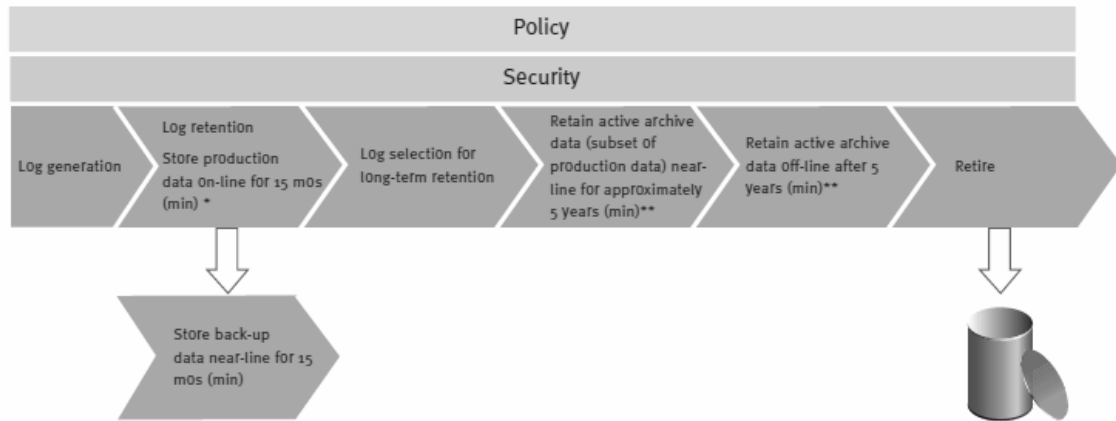 Policy
Security
Log generation
Log retention
Store production
data on-line for 15 mos
(min) *
Log selection for
long-term retention
Retain active archive
data (subset of
production data) near-
line for approximately
5 years (min)**
Retain active archive
data off-line after 5
years (min)**
Retire
Store back-up
data near-line for 15
mos (min)